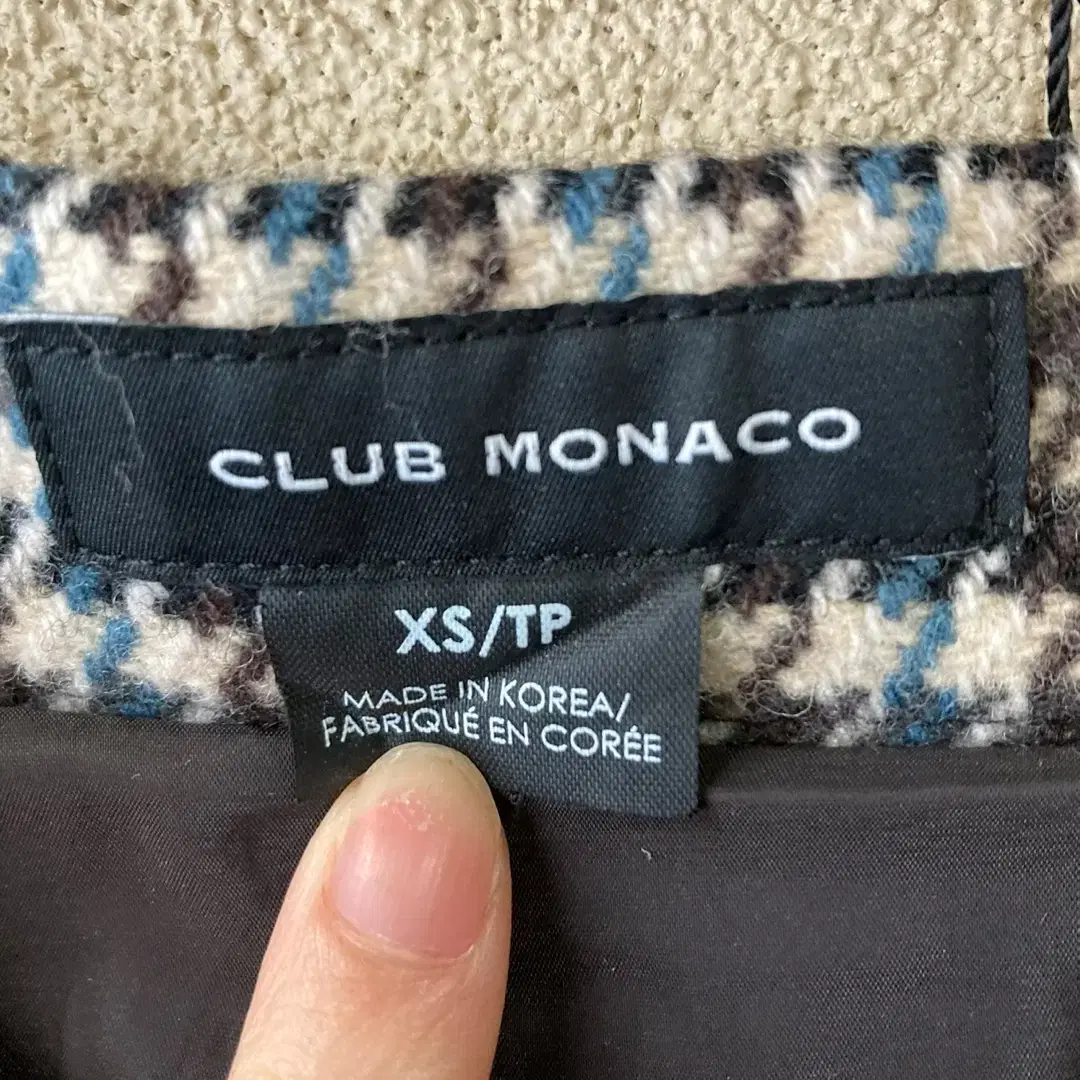 CLUB MONACO
XS/TP
MADE IN KOREA/
FABRIQUÉ EN CORÉE